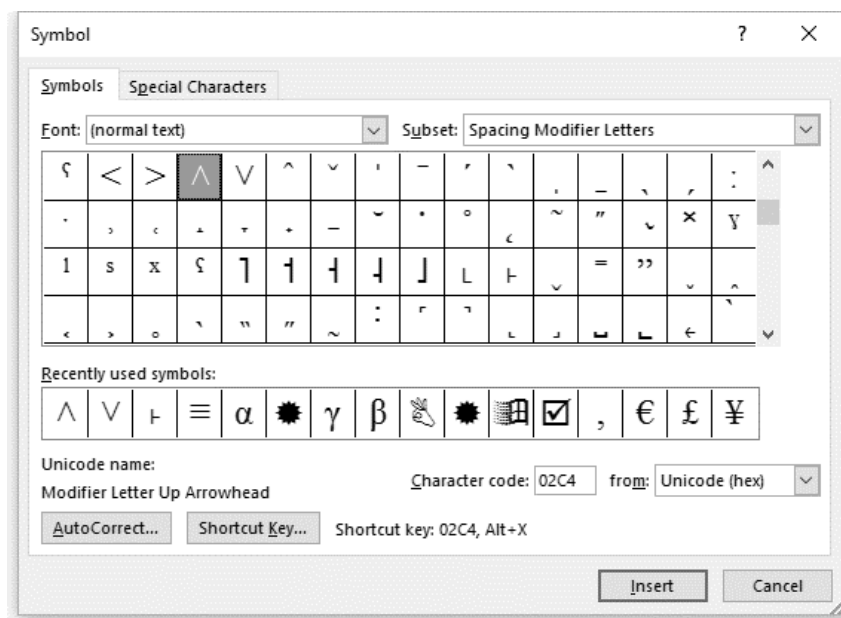 Symbol ?
Symbols Special Characters
Font: (normal text) Subset: Spacing Modifier Letters
ˁ ˂ ˃ ˄ ˅ ˆ ˇ ˈ ˉ ˊ ˋ ˌ ˍ ˎ ˏ ː
ˑ ˒ ˓ ˔ ˕ ˖ ˗ ˘ ˙ ˚ ˛ ˜ ˝ ˞ ˟ ˠ
ˡ ˢ ˣ ˤ ˥ ˦ ˧ ˨ ˩ ˪ ˫ ˬ ˭ ˮ ˯ ˰
˱ ˲ ˳ ˴ ˵ ˶ ˷ ˸ ˹ ˺ ˻ ˼ ˽ ˾ ˿
Recently used symbols:
˄ ˅ ˫ ≡ α γ β ☑ , € £ ¥
Unicode name:
Modifier Letter Up Arrowhead
Character code: 02C4 from: Unicode (hex)
AutoCorrect... Shortcut Key... Shortcut key: 02C4, Alt+X
Insert Cancel